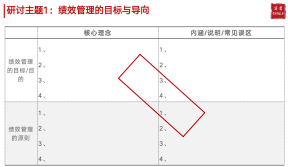 研讨主题1：绩效管理的目标与导向
核心理念 内涵/说明/常见误区
绩效管理的目标/目的
1、 1、
2、 2、
3、 3、
4、 4、
绩效管理的原则
1、 1、
2、 2、
3、 3、
4、 4、